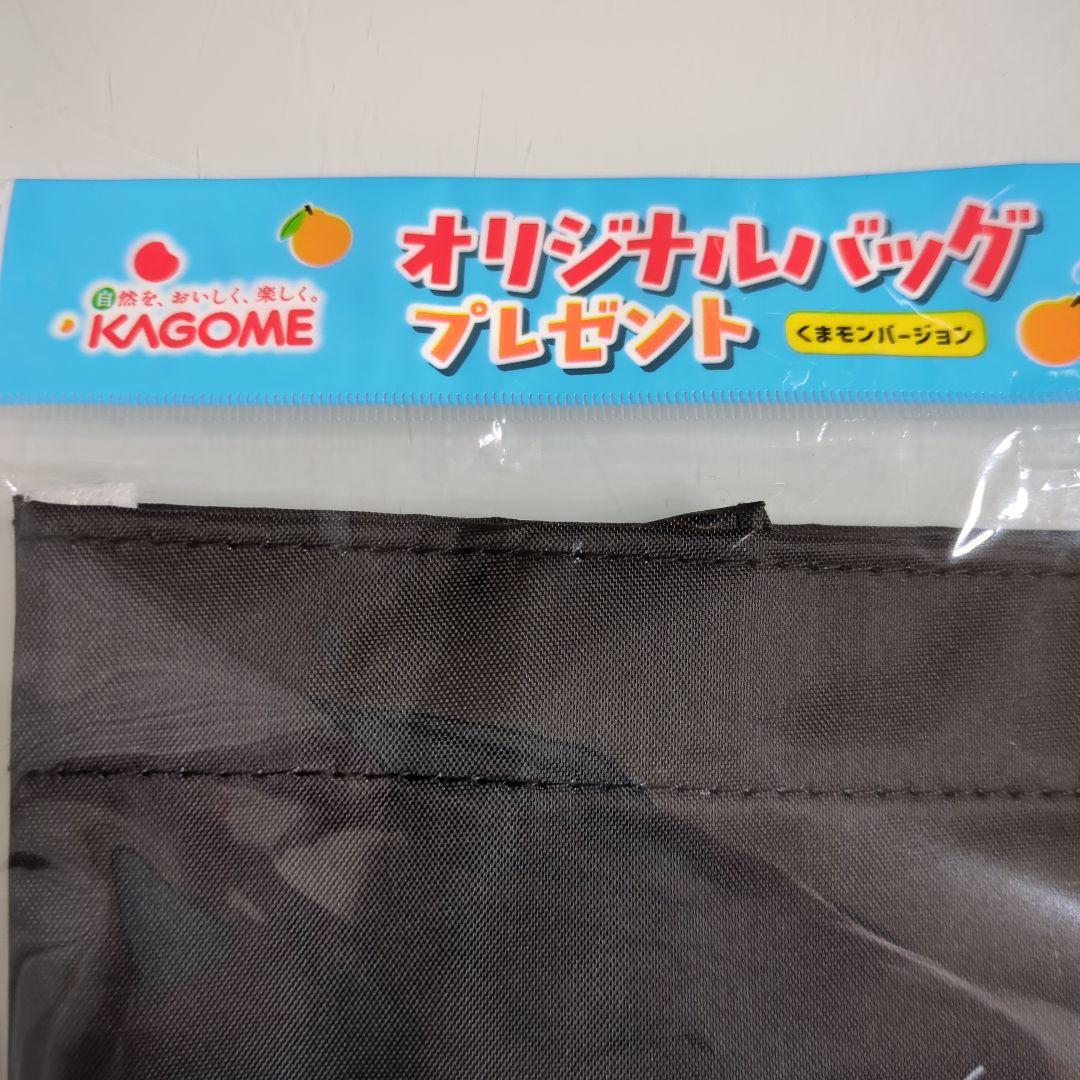 自然を、おいしく、楽しく。
KAGOME
オリジナルバッグ
プレゼント
くまモンバージョン